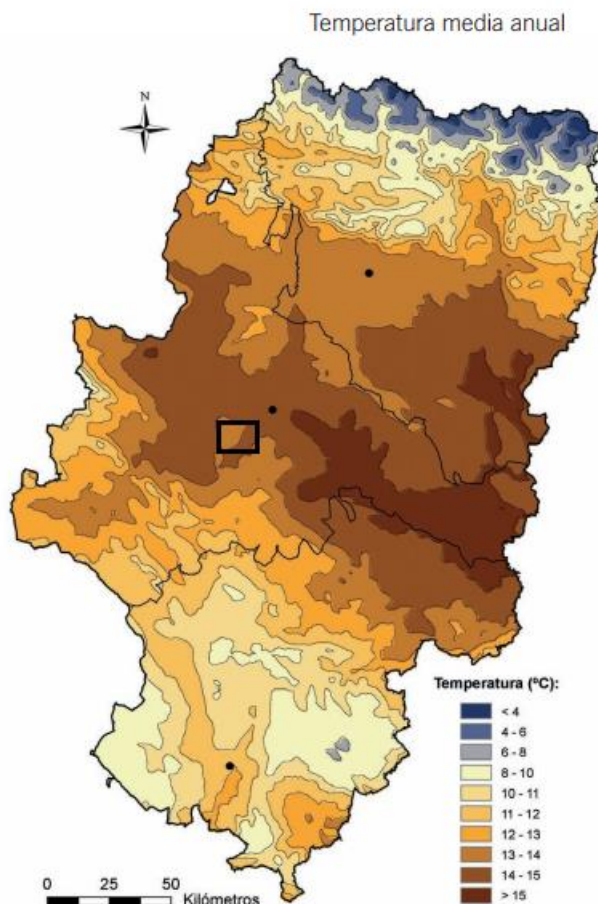 Temperatura media anual
N
Temperatura (ºC):
< 4
4 - 6
6 - 8
8 - 10
10 - 11
11 - 12
12 - 13
13 - 14
14 - 15
> 15
0 25 50
Kilómetros